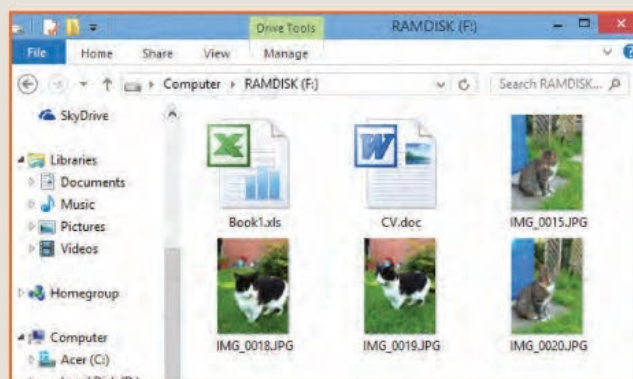 Drive Tools
RAMDISK (F:)
File
Home
Share
View
Manage
Computer
RAMDISK (F:)
Search RAMDISK...
SkyDrive
Libraries
Documents
Music
Pictures
Videos
Homegroup
Computer
Acer (C:)
Book1.xls
CV.doc
IMG_0015.JPG
IMG_0018.JPG
IMG_0019.JPG
IMG_0020.JPG